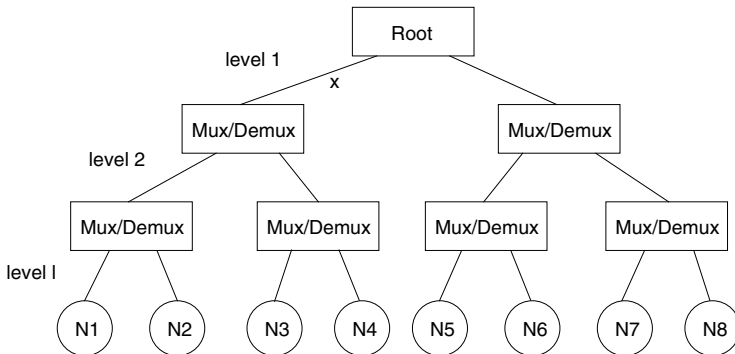 Root
level 1
x
Mux/Demux
Mux/Demux
level 2
Mux/Demux
Mux/Demux
Mux/Demux
Mux/Demux
level l
N1
N2
N3
N4
N5
N6
N7
N8